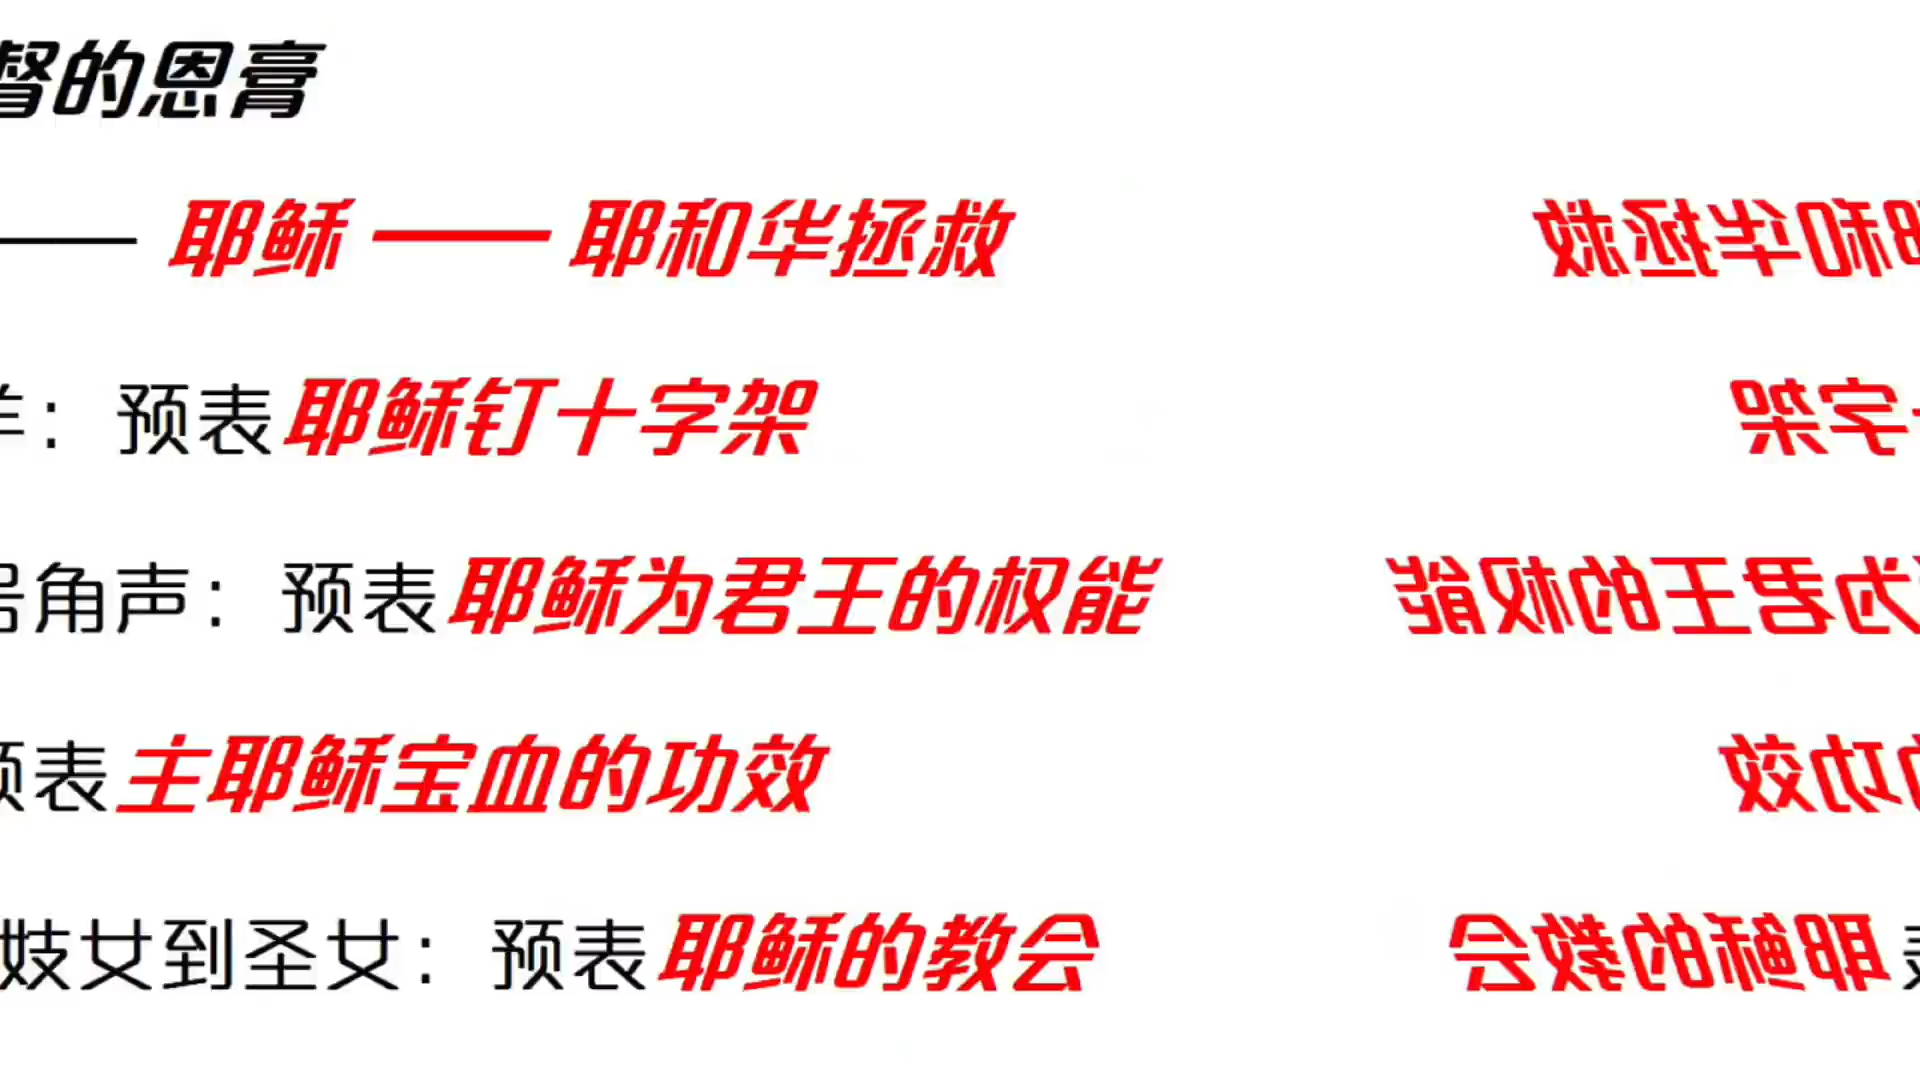 督的恩膏
—— 耶稣 —— 耶和华拯救
羊：预表耶稣钉十字架
号角声：预表耶稣为君王的权能
预表主耶稣宝血的功效
妓女到圣女：预表耶稣的教会